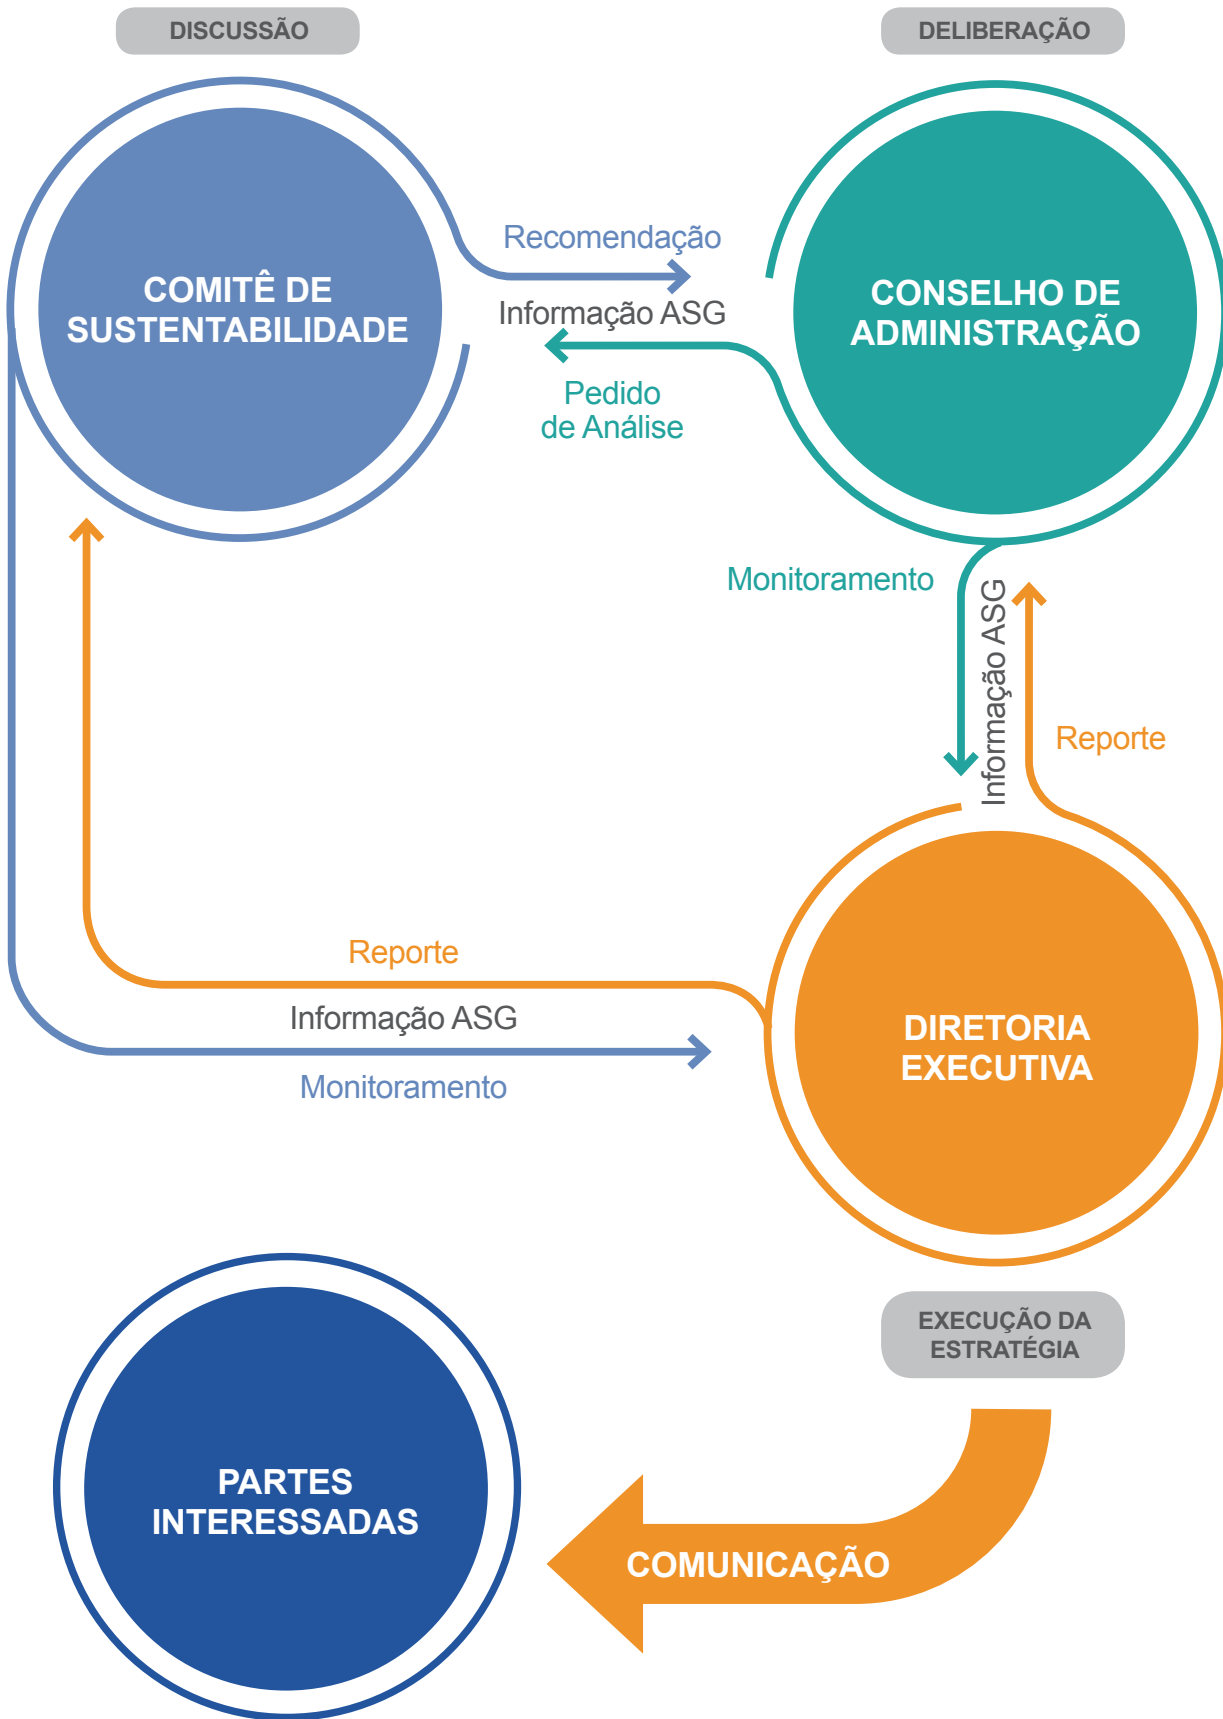 DISCUSSÃO
DELIBERAÇÃO
COMITÊ DE
SUSTENTABILIDADE
Recomendação
Informação ASG
Pedido
de Análise
CONSELHO DE
ADMINISTRAÇÃO
Monitoramento
Informação ASG
Reporte
Reporte
Informação ASG
Monitoramento
DIRETORIA
EXECUTIVA
EXECUÇÃO DA
ESTRATÉGIA
PARTES
INTERESSADAS
COMUNICAÇÃO